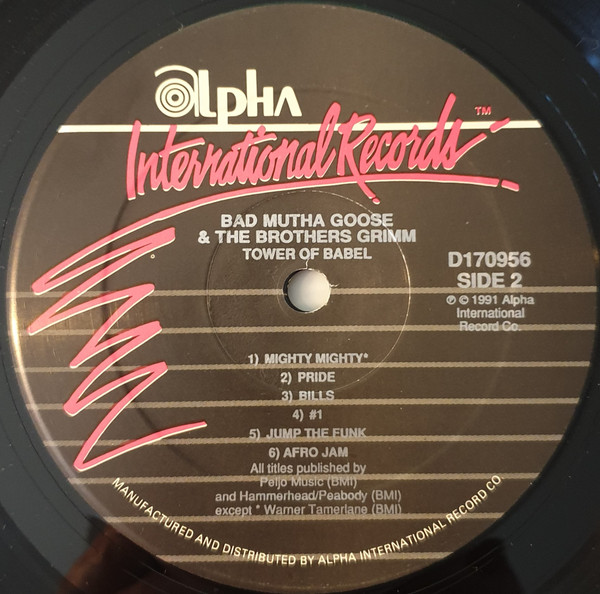 alpha
International Records™
BAD MUTHA GOOSE
& THE BROTHERS GRIMM
TOWER OF BABEL
D170956
SIDE 2
℗ © 1991 Alpha
International
Record Co.
1) MIGHTY MIGHTY*
2) PRIDE
3) BILLS
4) #1
5) JUMP THE FUNK
6) AFRO JAM
All titles published by
Peljo Music (BMI)
and Hammerhead/Peabody (BMI)
except * Warner Tamerlane (BMI)
MANUFACTURED AND DISTRIBUTED BY ALPHA INTERNATIONAL RECORD CO